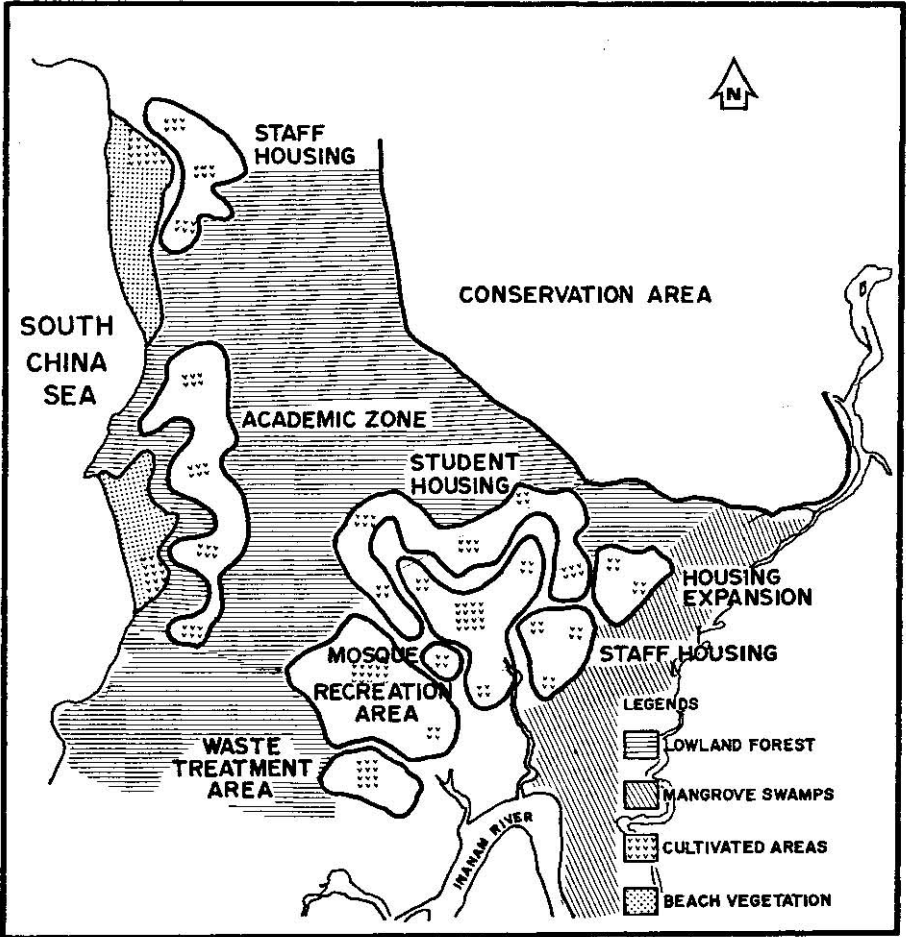 STAFF
HOUSING
N
CONSERVATION AREA
SOUTH
CHINA
SEA
ACADEMIC ZONE
STUDENT
HOUSING
HOUSING
EXPANSION
MOSQUE
STAFF HOUSING
RECREATION
AREA
WASTE
TREATMENT
AREA
INANAM RIVER
LEGENDS
LOWLAND FOREST
MANGROVE SWAMPS
CULTIVATED AREAS
BEACH VEGETATION